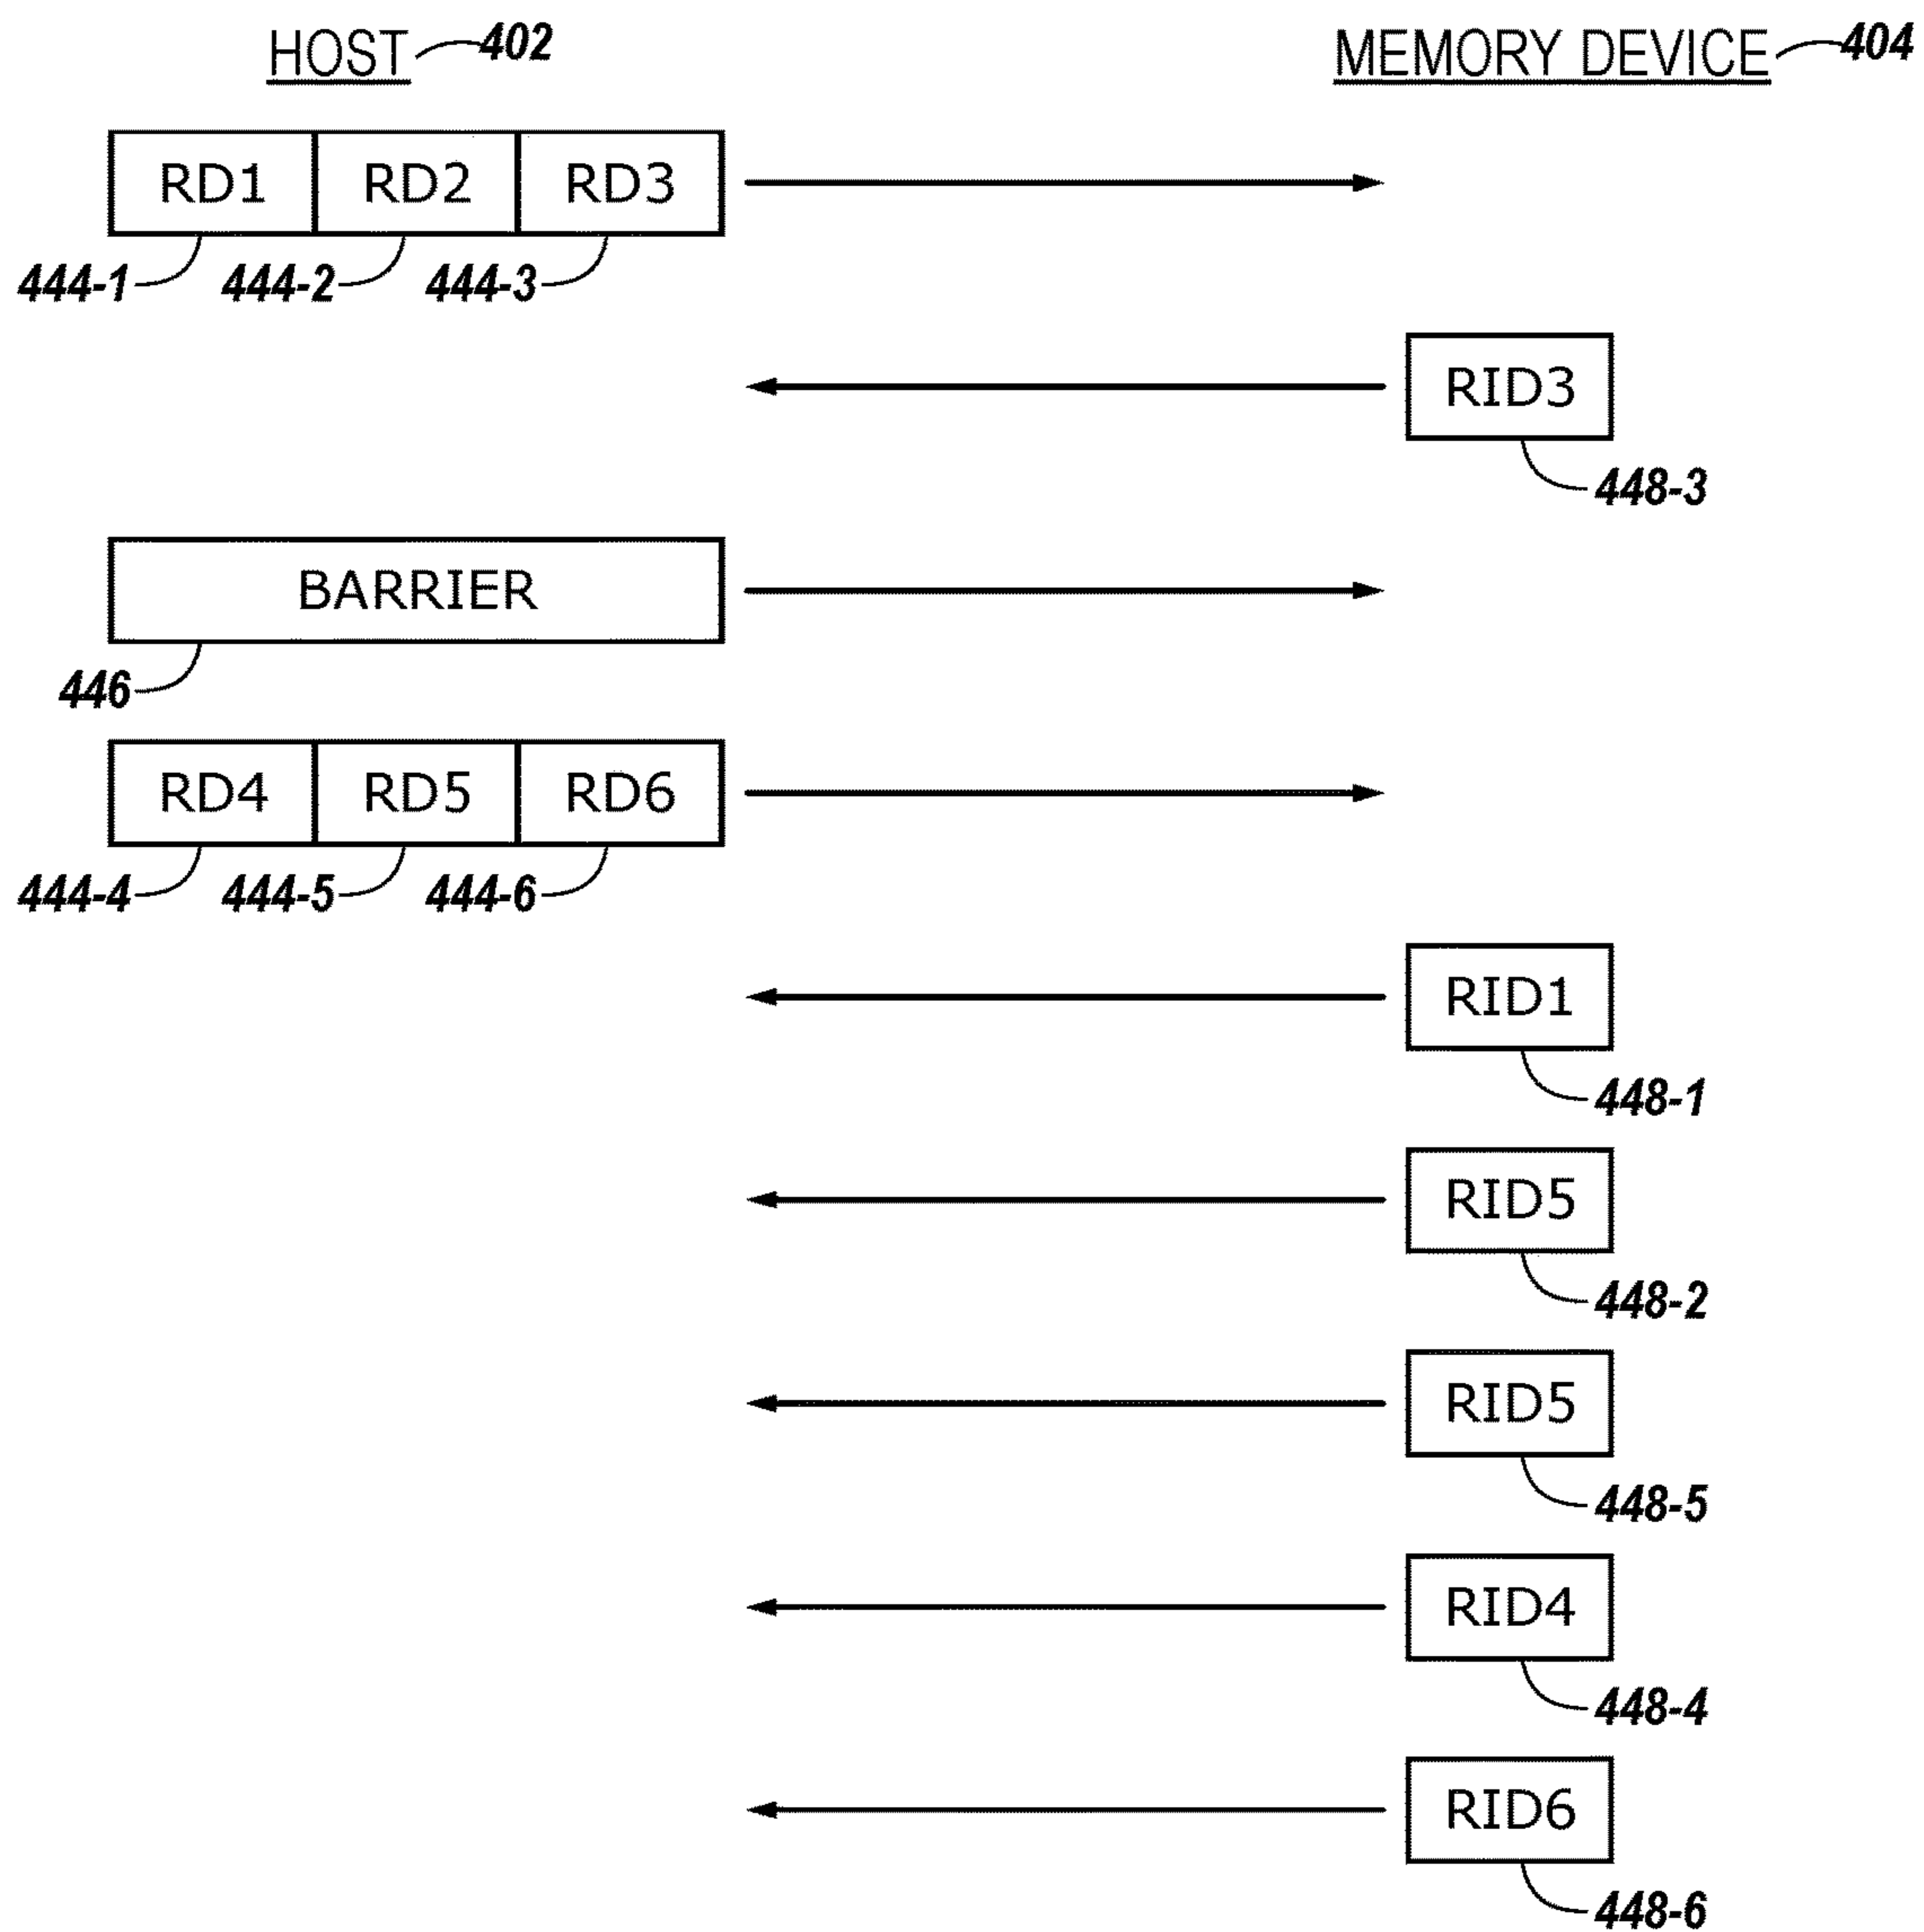 HOST 402 MEMORY DEVICE 404
RD1 RD2 RD3
444-1 444-2 444-3
RID3
448-3
BARRIER
446
RD4 RD5 RD6
444-4 444-5 444-6
RID1
448-1
RID5
448-2
RID5
448-5
RID4
448-4
RID6
448-6